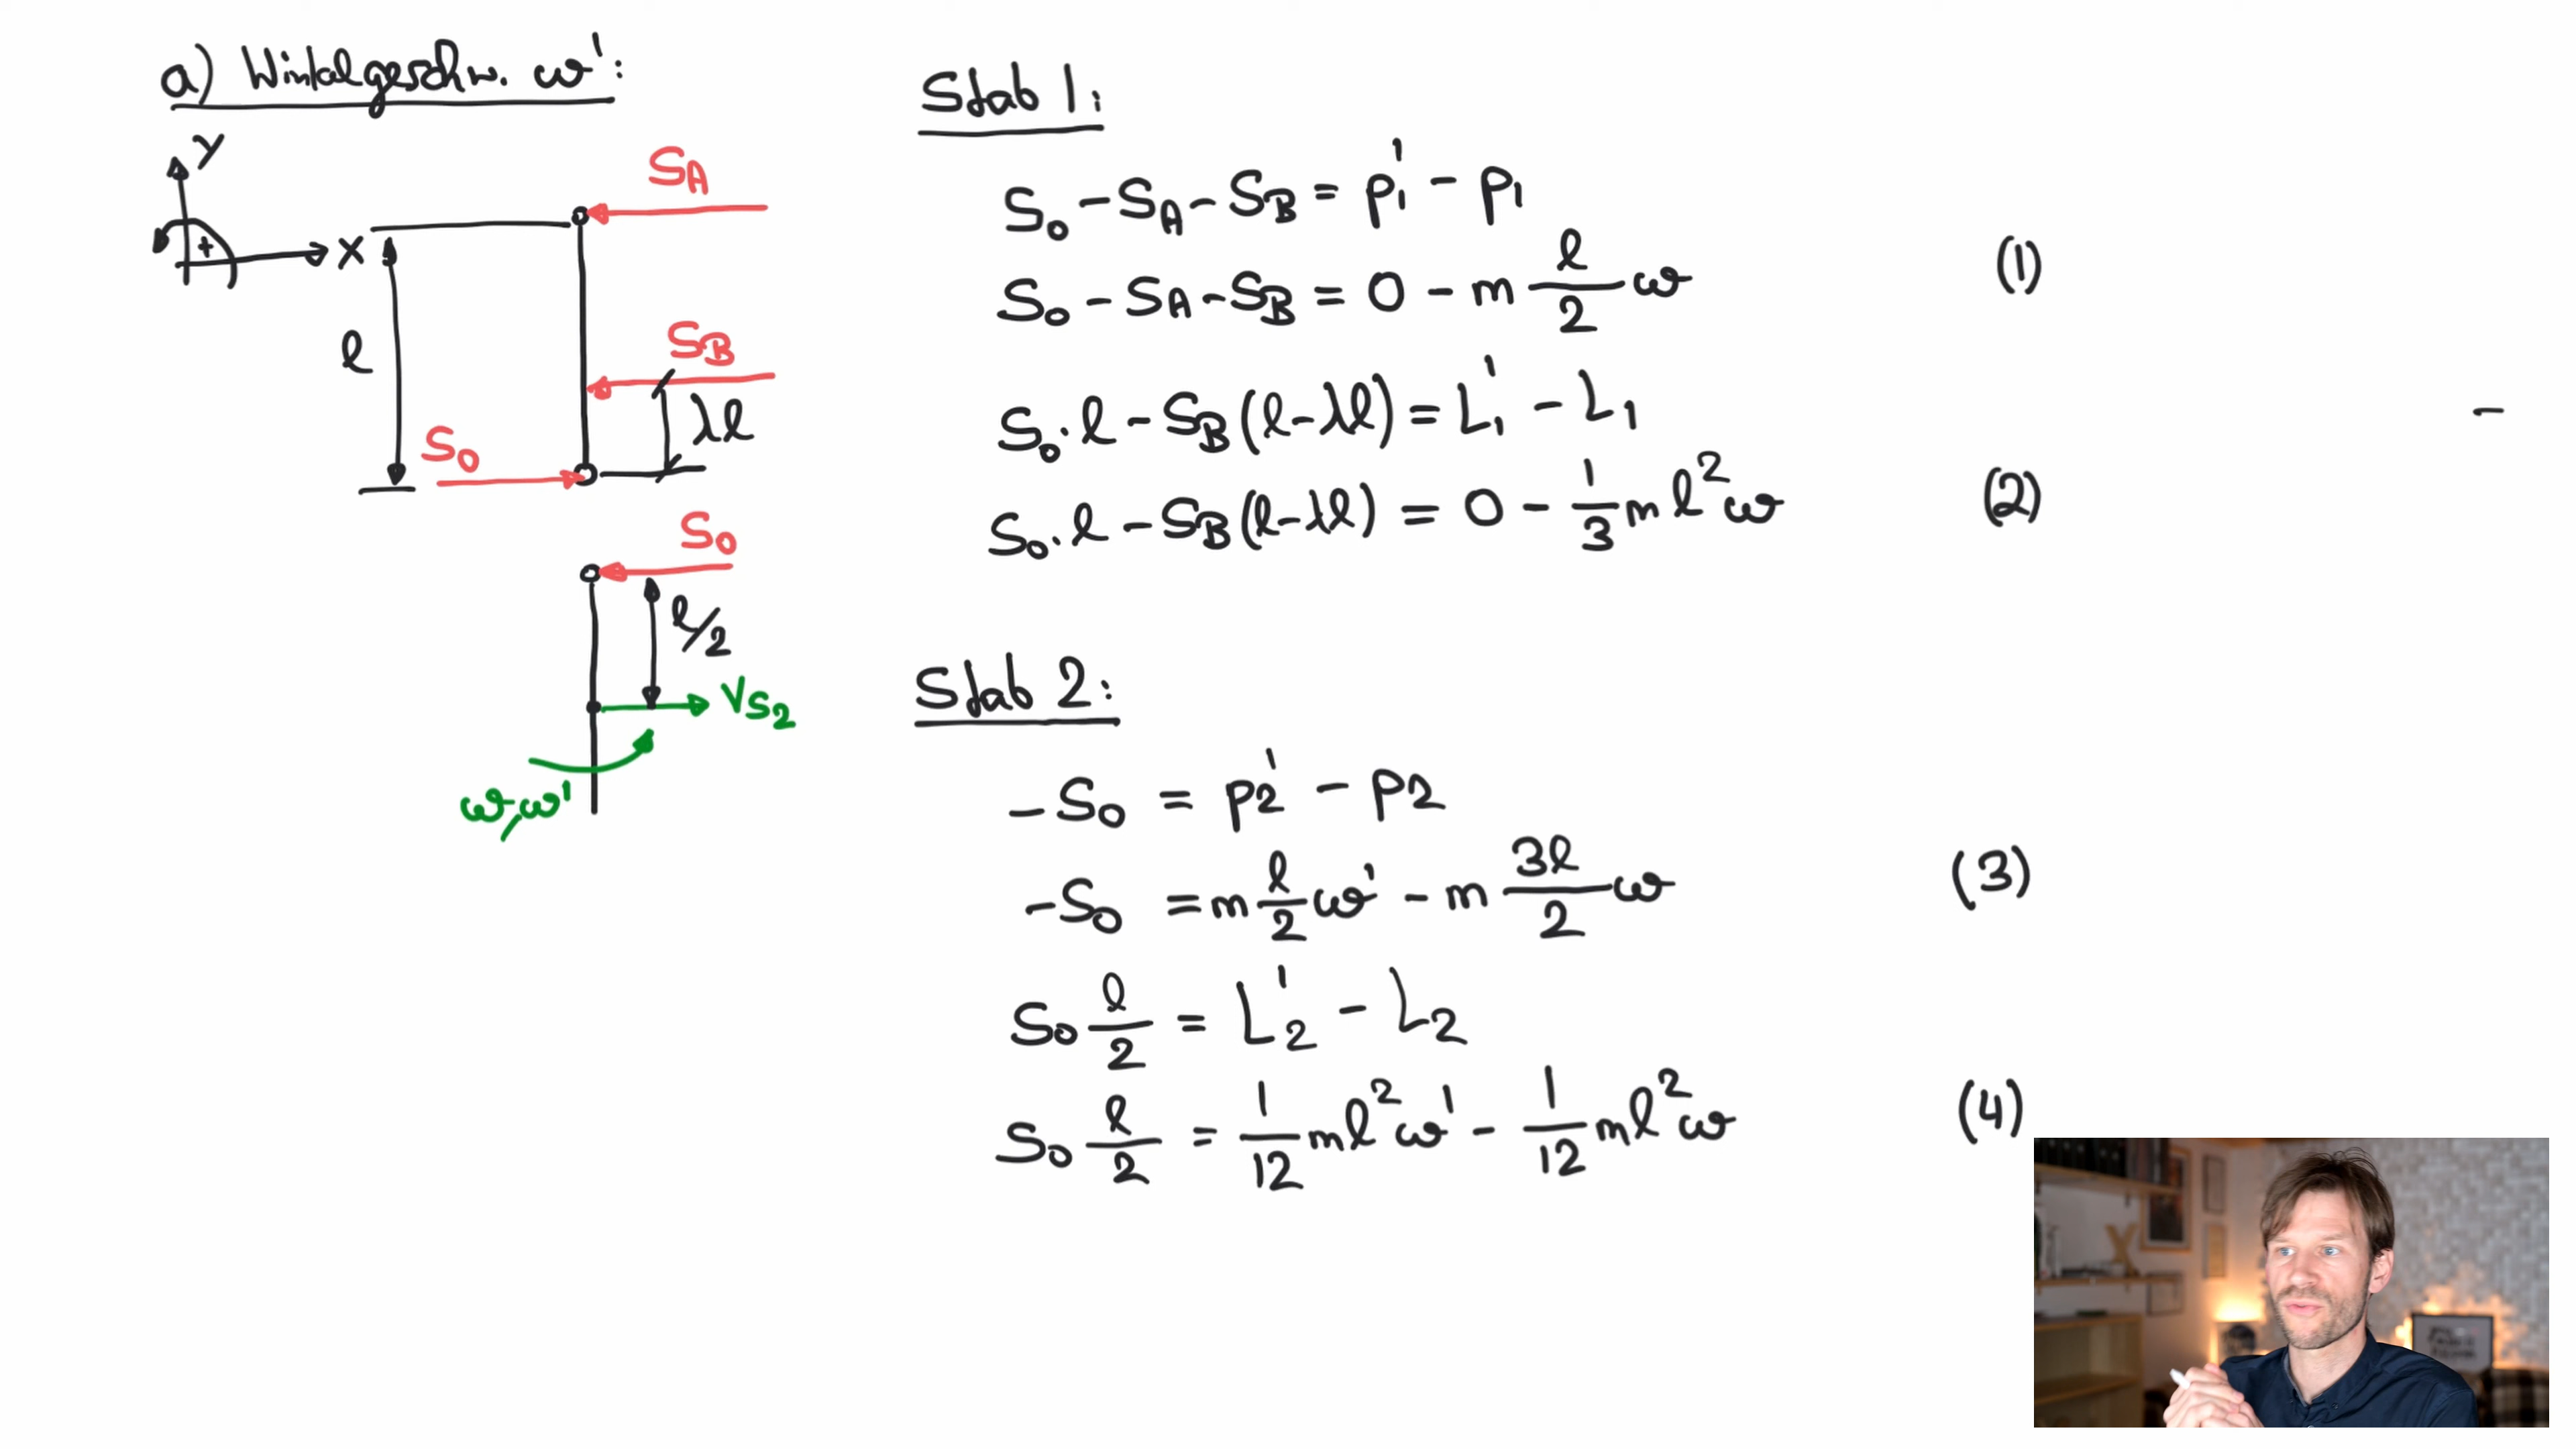 a) Winkelgeschw. ω':
y
+
x
l
S_A
S_B
λl
S_0
S_0
l/2
v_S2
ω, ω'
Stab 1:
S_0 - S_A - S_B = p_1' - p_1
S_0 - S_A - S_B = 0 - m l/2 ω (1)
S_0 · l - S_B (l - λl) = L_1' - L_1
S_0 · l - S_B (l - λl) = 0 - 1/3 m l² ω (2)
-
Stab 2:
-S_0 = p_2' - p_2
-S_0 = m l/2 ω' - m 3l/2 ω (3)
S_0 l/2 = L_2' - L_2
S_0 l/2 = 1/12 m l² ω' - 1/12 m l² ω (4)